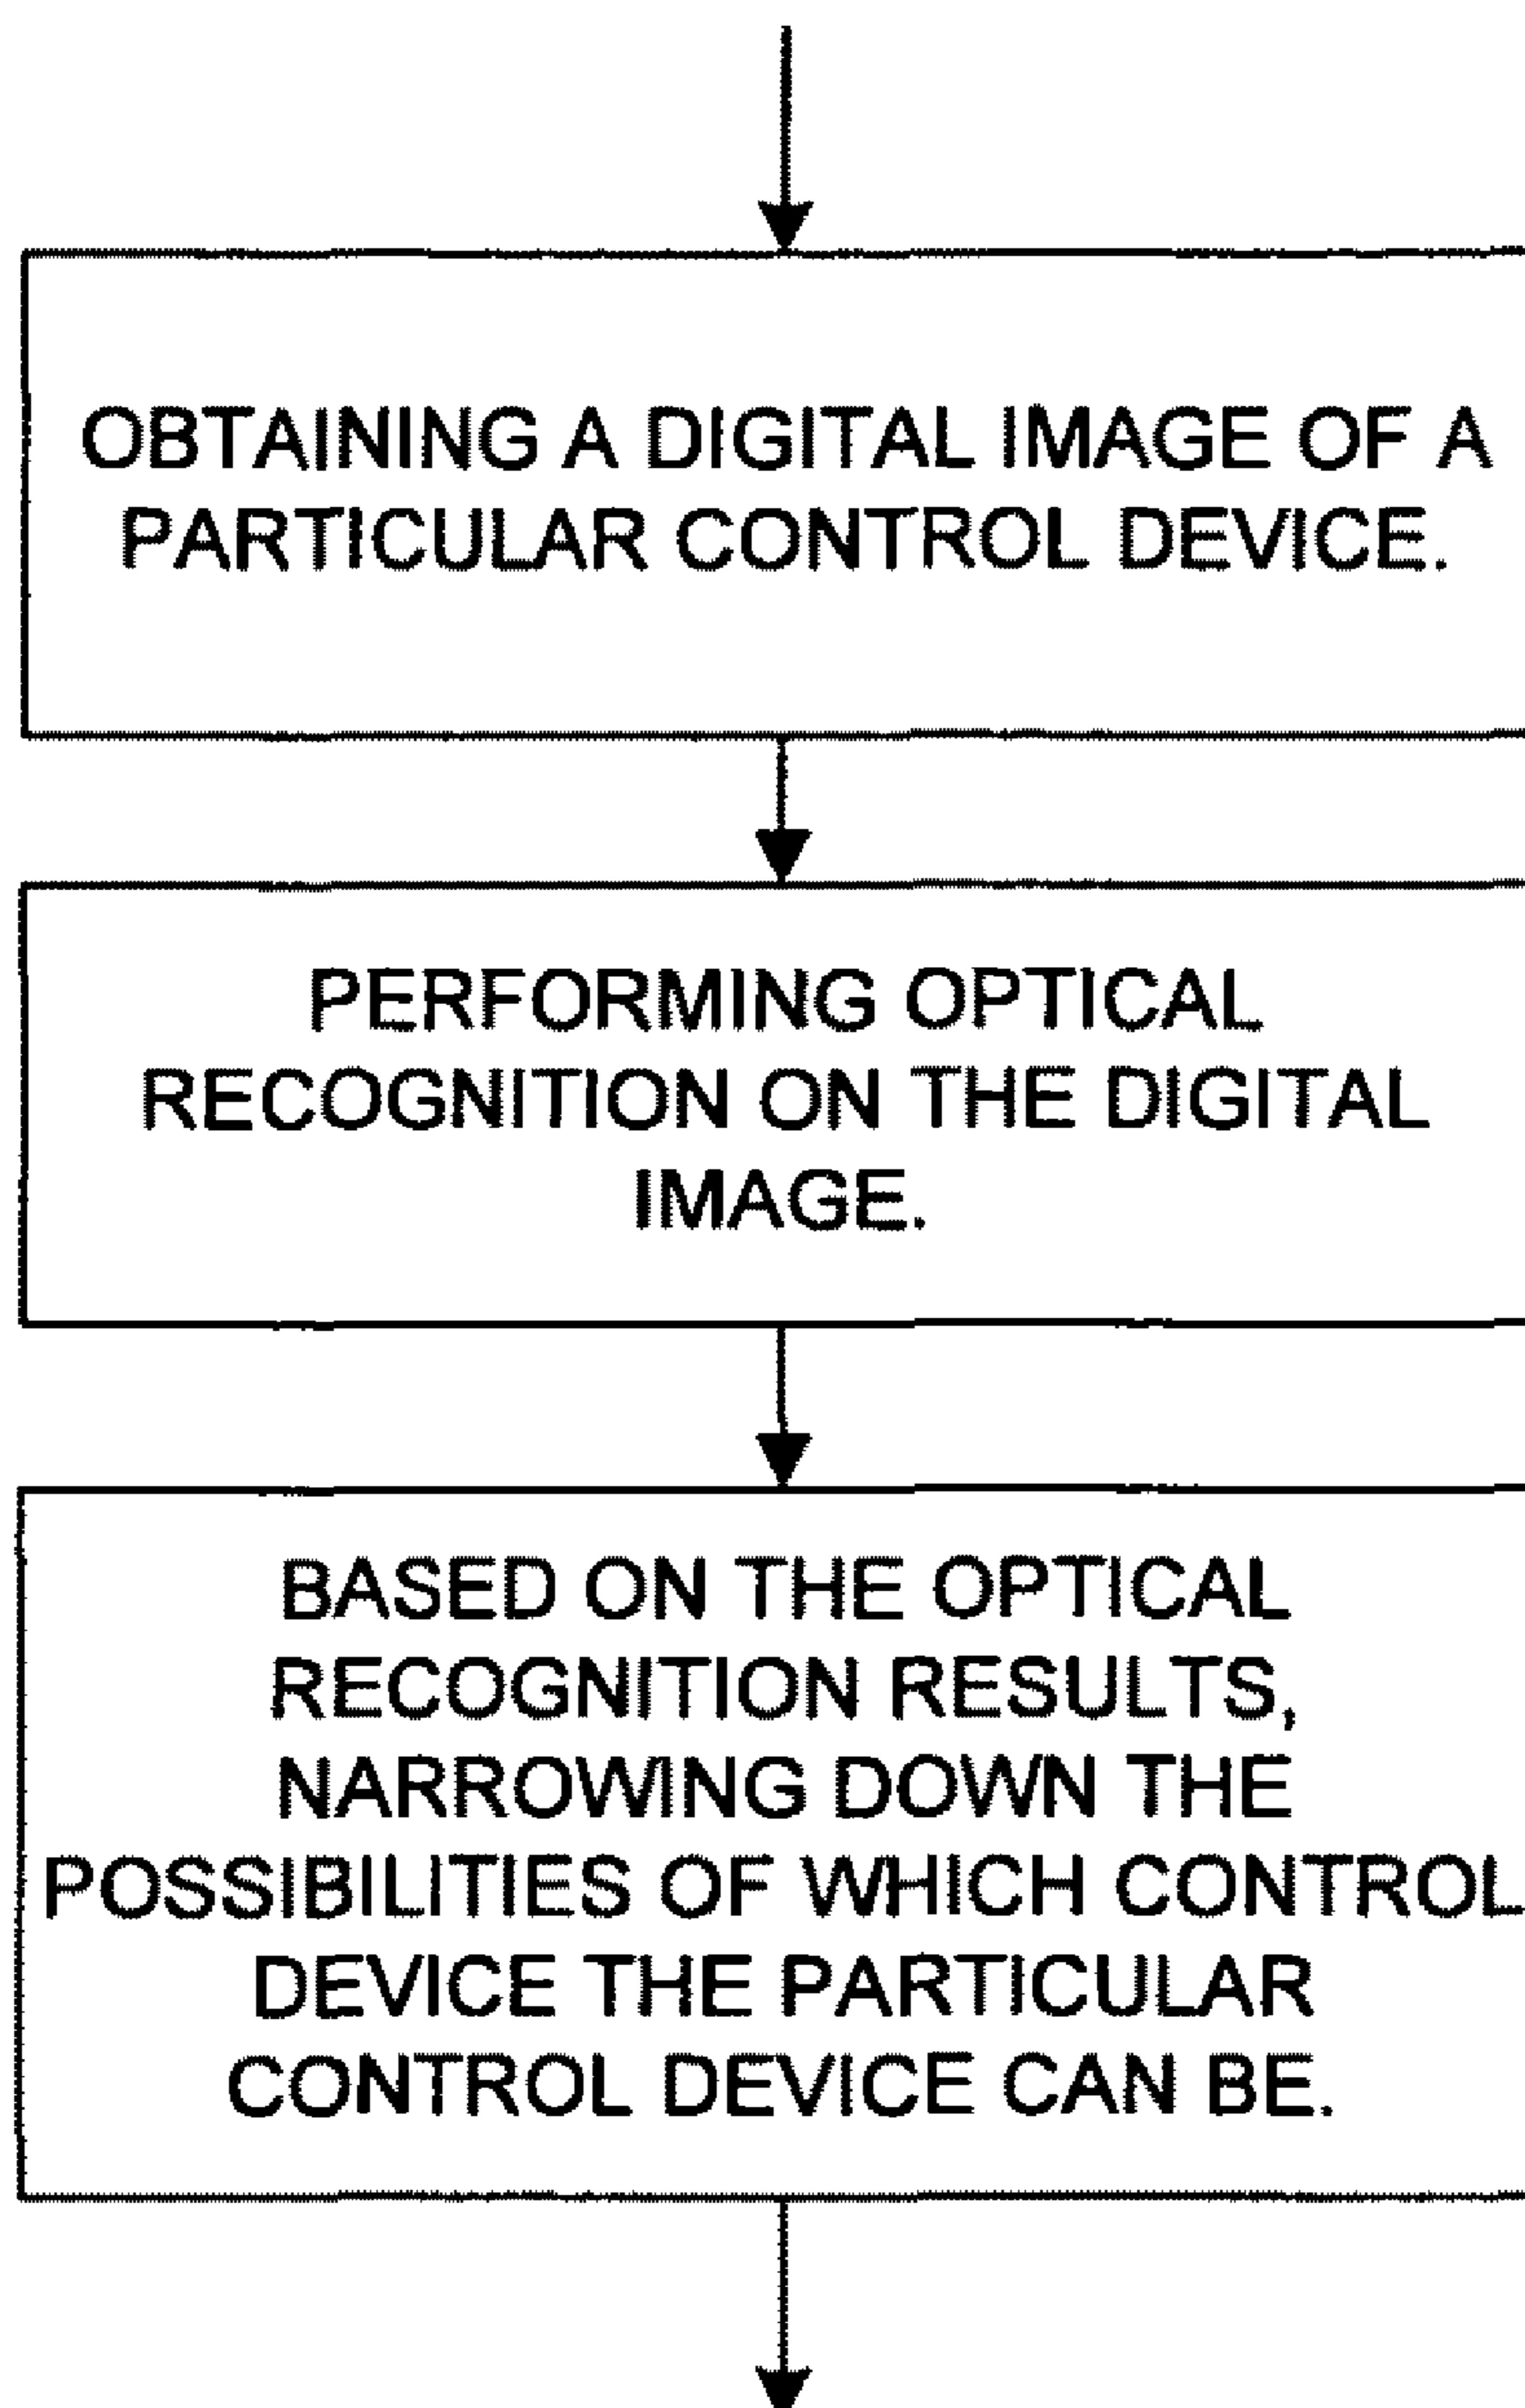 OBTAINING A DIGITAL IMAGE OF A
PARTICULAR CONTROL DEVICE.
PERFORMING OPTICAL
RECOGNITION ON THE DIGITAL
IMAGE.
BASED ON THE OPTICAL
RECOGNITION RESULTS,
NARROWING DOWN THE
POSSIBILITIES OF WHICH CONTROL
DEVICE THE PARTICULAR
CONTROL DEVICE CAN BE.